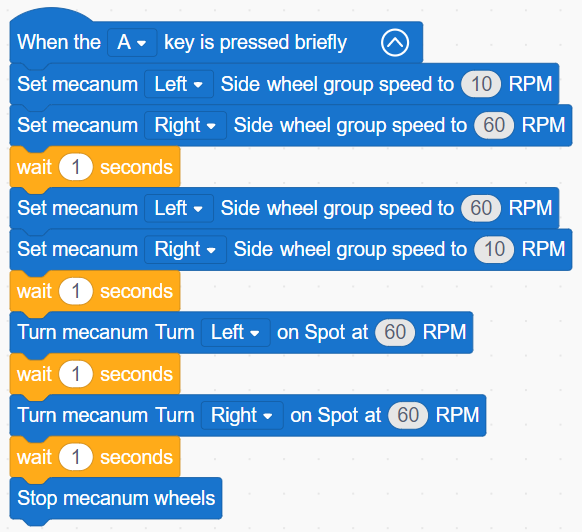 When the A key is pressed briefly
Set mecanum Left Side wheel group speed to 10 RPM
Set mecanum Right Side wheel group speed to 60 RPM
wait 1 seconds
Set mecanum Left Side wheel group speed to 60 RPM
Set mecanum Right Side wheel group speed to 10 RPM
wait 1 seconds
Turn mecanum Turn Left on Spot at 60 RPM
wait 1 seconds
Turn mecanum Turn Right on Spot at 60 RPM
wait 1 seconds
Stop mecanum wheels